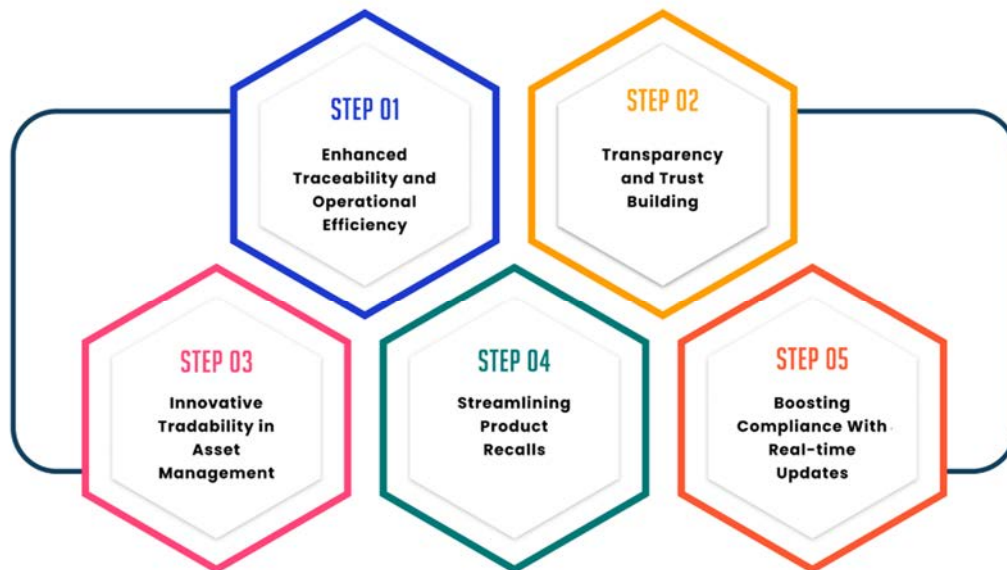 STEP 01
Enhanced
Traceability and
Operational
Efficiency
STEP 02
Transparency
and Trust
Building
STEP 03
Innovative
Tradability in
Asset
Management
STEP 04
Streamlining
Product
Recalls
STEP 05
Boosting
Compliance With
Real-time
Updates